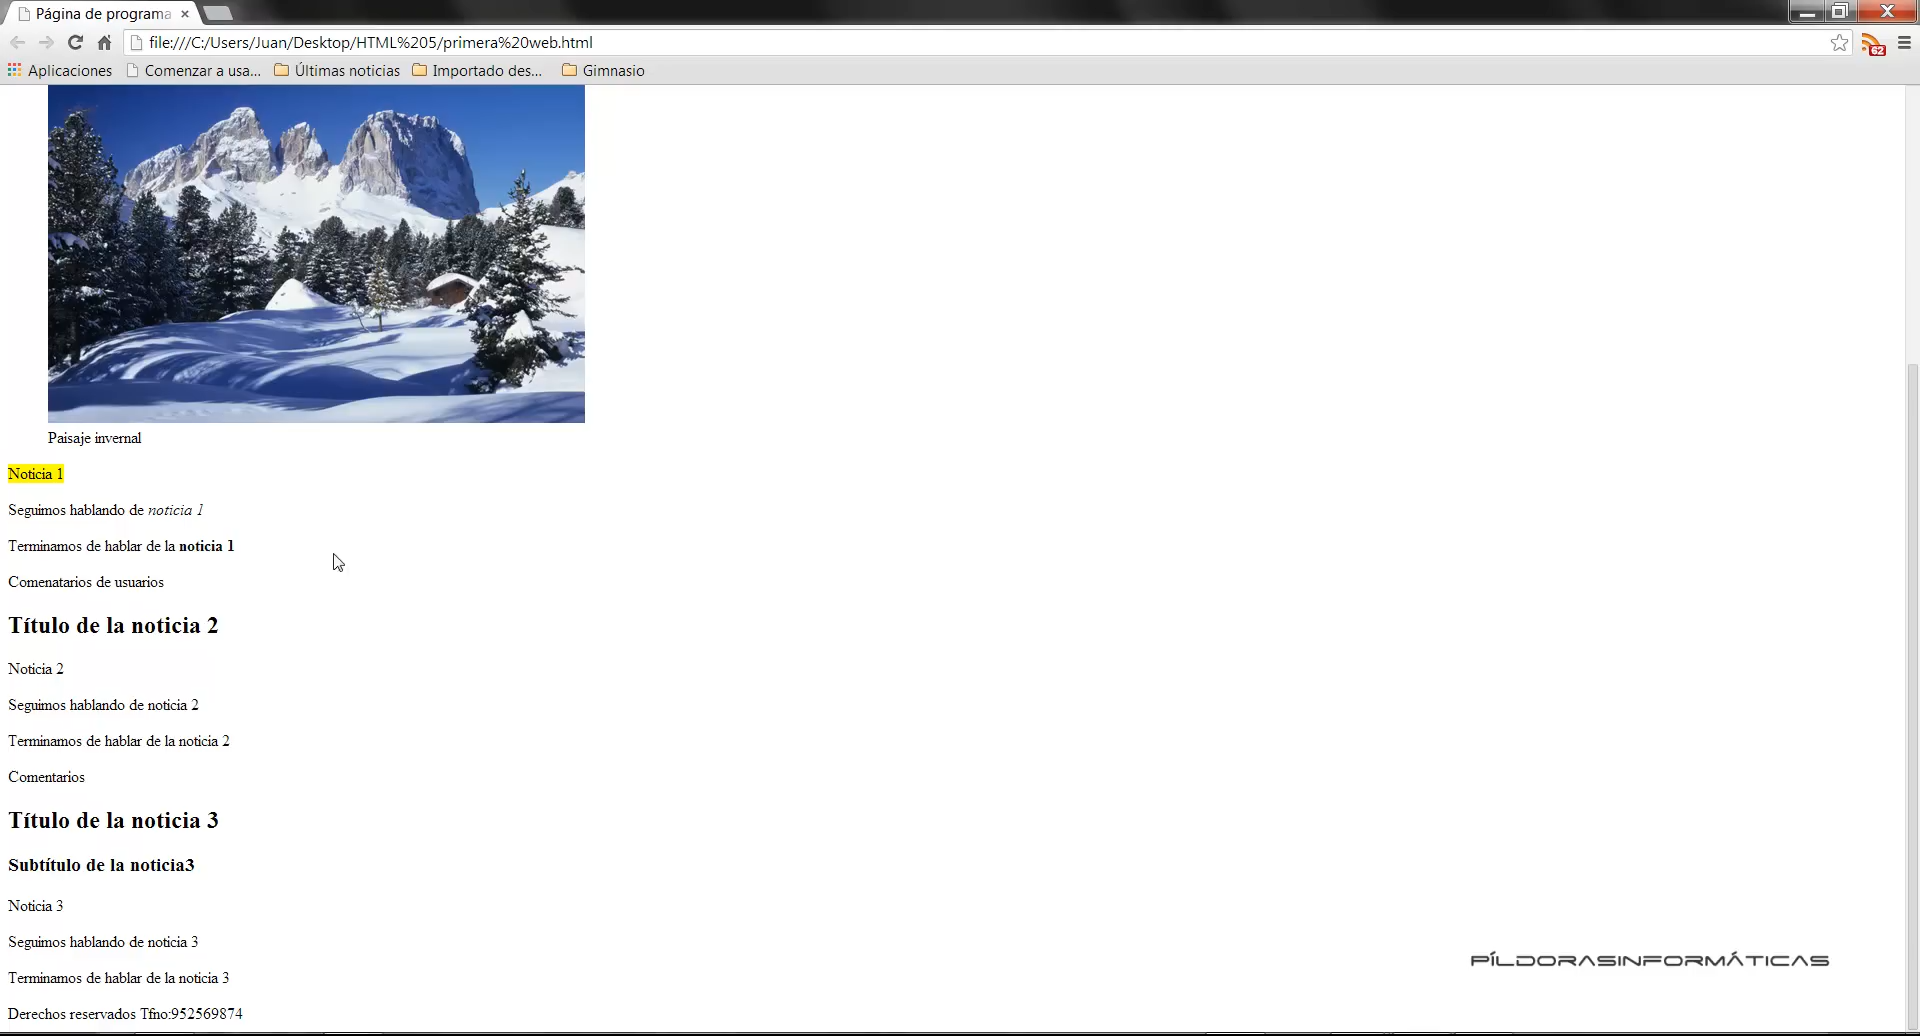 Página de programa
file:///C:/Users/Juan/Desktop/HTML%205/primera%20web.html
62
Aplicaciones Comenzar a usa... Últimas noticias Importado des... Gimnasio
Paisaje invernal
Noticia 1
Seguimos hablando de noticia 1
Terminamos de hablar de la noticia 1
Comenatarios de usuarios
Título de la noticia 2
Noticia 2
Seguimos hablando de noticia 2
Terminamos de hablar de la noticia 2
Comentarios
Título de la noticia 3
Subtítulo de la noticia3
Noticia 3
Seguimos hablando de noticia 3
PÍLDORASINFORMÁTICAS
Terminamos de hablar de la noticia 3
Derechos reservados Tfno:952569874